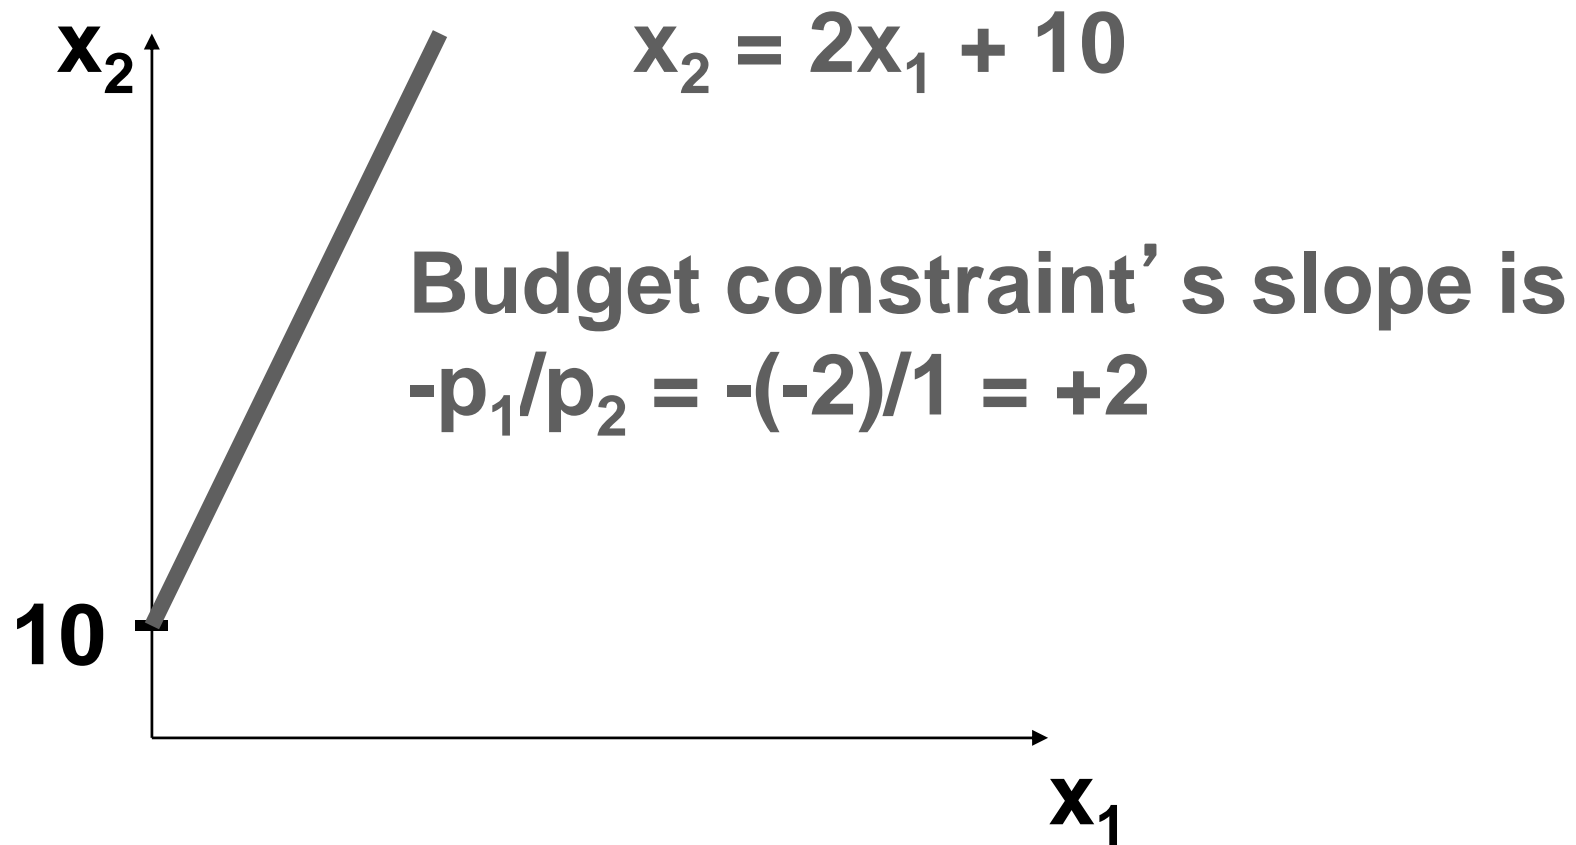 x₂
x₂ = 2x₁ + 10
Budget constraint’s slope is
-p₁/p₂ = -(-2)/1 = +2
10
x₁